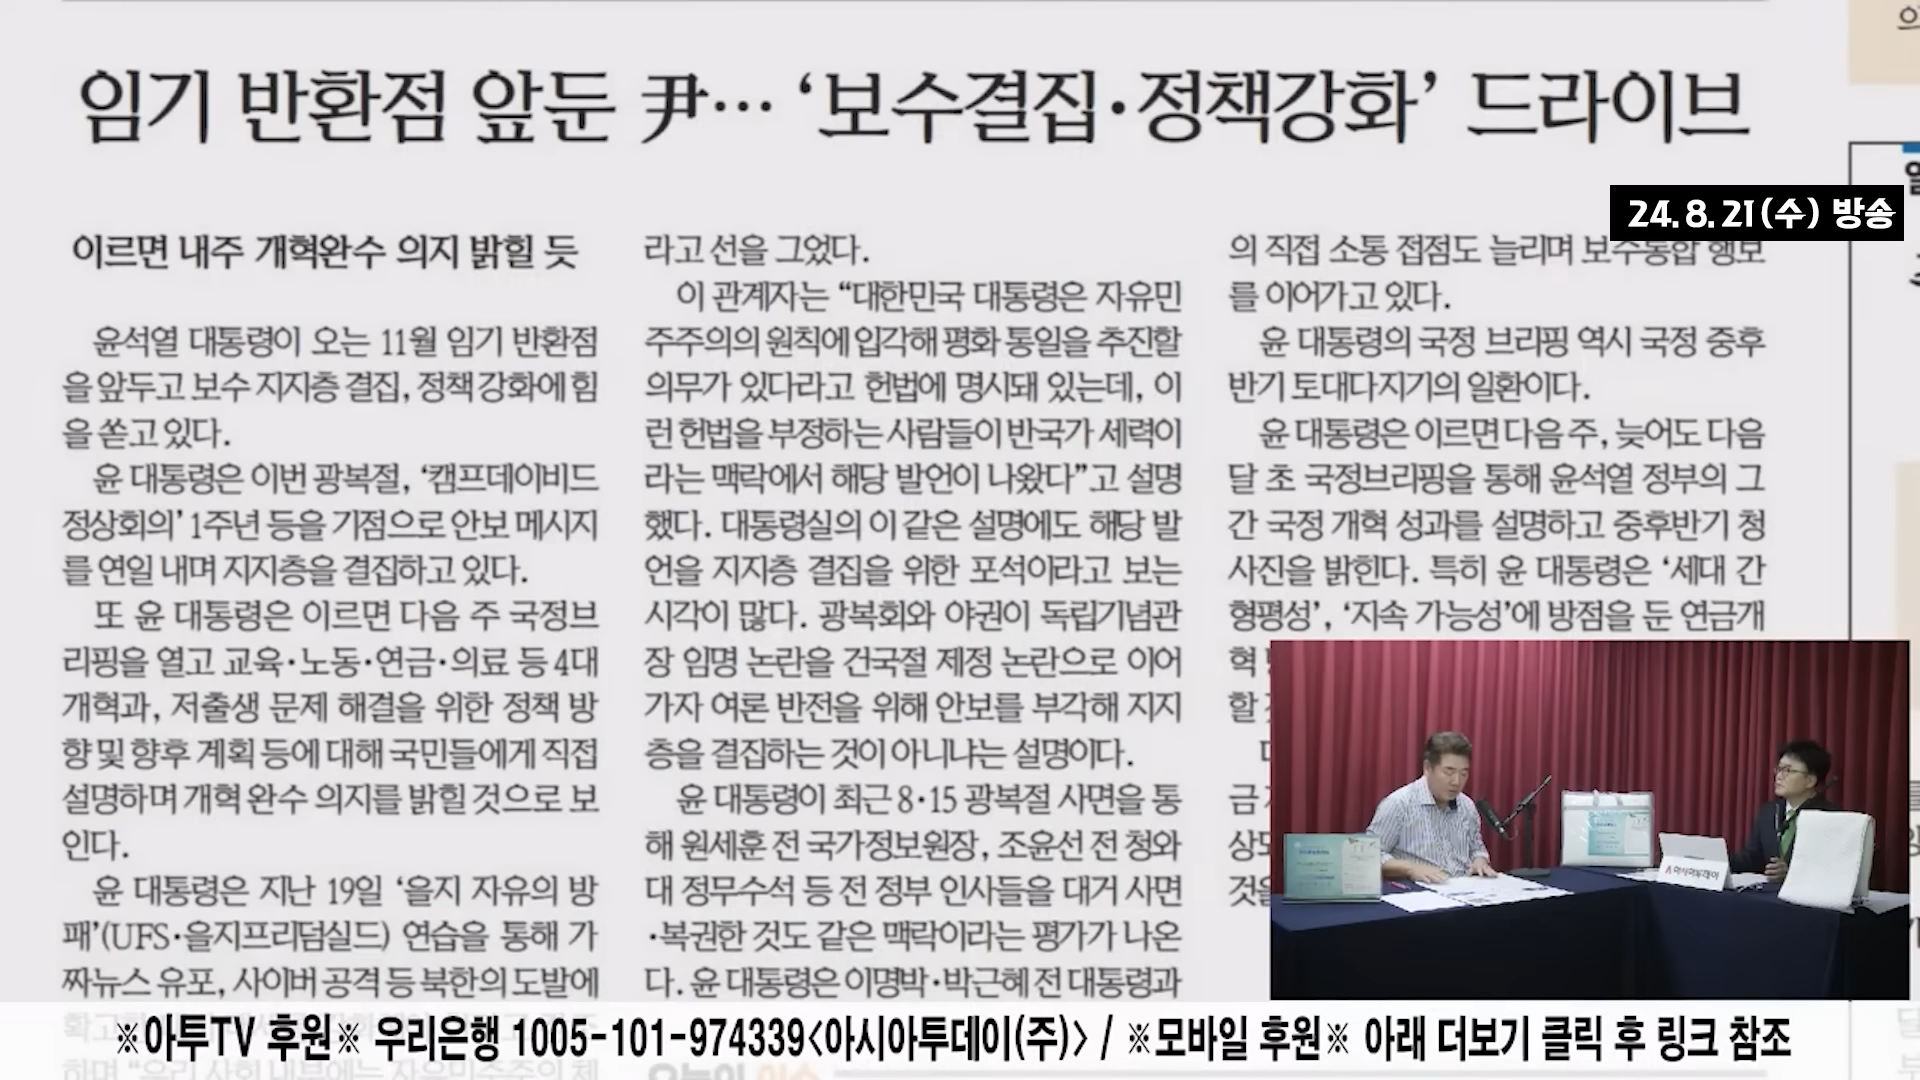 임기 반환점 앞둔 尹… ‘보수결집·정책강화’ 드라이브
24.8.21(수) 방송
이르면 내주 개혁완수 의지 밝힐 듯
윤석열 대통령이 오는 11월 임기 반환점
을 앞두고 보수 지지층 결집, 정책 강화에 힘
을 쏟고 있다.
윤 대통령은 이번 광복절, ‘캠프데이비드
정상회의’ 1주년 등을 기점으로 안보 메시지
를 연일 내며 지지층을 결집하고 있다.
또 윤 대통령은 이르면 다음 주 국정브
리핑을 열고 교육·노동·연금·의료 등 4대
개혁과, 저출생 문제 해결을 위한 정책 방
향 및 향후 계획 등에 대해 국민들에게 직접
설명하며 개혁 완수 의지를 밝힐 것으로 보
인다.
윤 대통령은 지난 19일 ‘을지 자유의 방
패’(UFS·을지프리덤실드) 연습을 통해 가
짜뉴스 유포, 사이버 공격 등 북한의 도발에
라고 선을 그었다.
이 관계자는 “대한민국 대통령은 자유민
주주의의 원칙에 입각해 평화 통일을 추진할
의무가 있다라고 헌법에 명시돼 있는데, 이
런 헌법을 부정하는 사람들이 반국가 세력이
라는 맥락에서 해당 발언이 나왔다”고 설명
했다. 대통령실의 이 같은 설명에도 해당 발
언을 지지층 결집을 위한 포석이라고 보는
시각이 많다. 광복회와 야권이 독립기념관
장 임명 논란을 건국절 제정 논란으로 이어
가자 여론 반전을 위해 안보를 부각해 지지
층을 결집하는 것이 아니냐는 설명이다.
윤 대통령이 최근 8·15 광복절 사면을 통
해 원세훈 전 국가정보원장, 조윤선 전 청와
대 정무수석 등 전 정부 인사들을 대거 사면
·복권한 것도 같은 맥락이라는 평가가 나온
다. 윤 대통령은 이명박·박근혜 전 대통령과
의 직접 소통 접점도 늘리며 보수통합 행보
를 이어가고 있다.
윤 대통령의 국정 브리핑 역시 국정 중후
반기 토대다지기의 일환이다.
윤 대통령은 이르면 다음 주, 늦어도 다음
달 초 국정브리핑을 통해 윤석열 정부의 그
간 국정 개혁 성과를 설명하고 중후반기 청
사진을 밝힌다. 특히 윤 대통령은 ‘세대 간
형평성’, ‘지속 가능성’에 방점을 둔 연금개
혁
할
금
것을
아시아투데이
※아투TV 후원※ 우리은행 1005-101-974339<아시아투데이(주)> / ※모바일 후원※ 아래 더보기 클릭 후 링크 참조